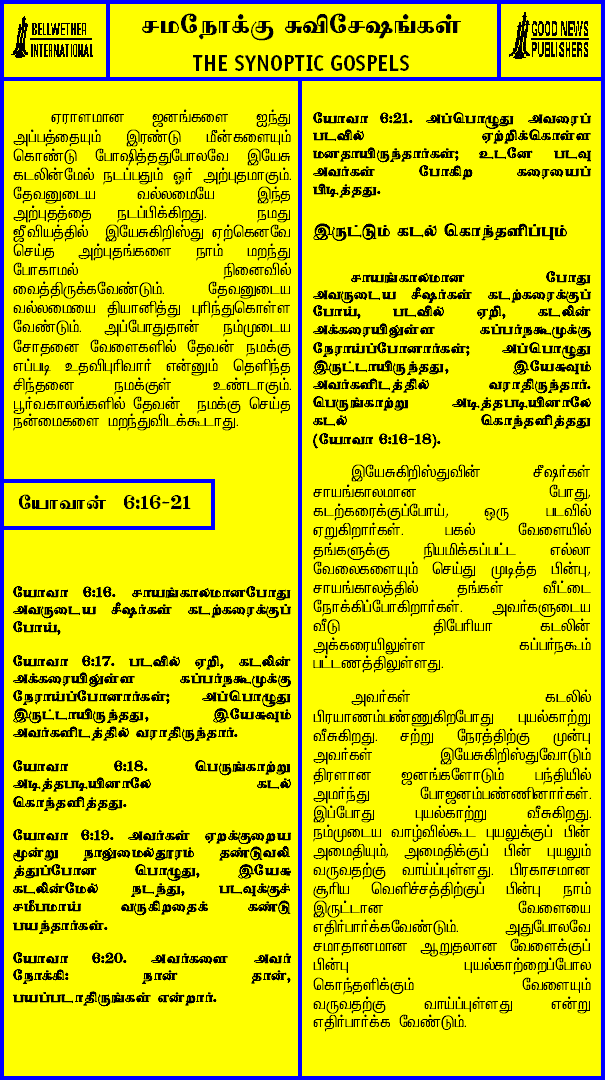 BELLWETHER
INTERNATIONAL
சமநோக்கு சுவிசேஷங்கள்
THE SYNOPTIC GOSPELS
GOOD NEWS
PUBLISHERS
ஏராளமான ஜனங்களை ஐந்து
அப்பத்தையும் இரண்டு மீன்களையும்
கொண்டு போஷித்ததுபோலவே இயேசு
கடலின்மேல் நடப்பதும் ஓர் அற்புதமாகும்.
தேவனுடைய வல்லமையே இந்த
அற்புதத்தை நடப்பிக்கிறது. நமது
ஜீவியத்தில் இயேசுகிறிஸ்து ஏற்கெனவே
செய்த அற்புதங்களை நாம் மறந்து
போகாமல் நினைவில்
வைத்திருக்கவேண்டும். தேவனுடைய
வல்லமையை தியானித்து புரிந்துகொள்ள
வேண்டும். அப்போதுதான் நம்முடைய
சோதனை வேளைகளில் தேவன் நமக்கு
எப்படி உதவிபுரிவார் என்னும் தெளிந்த
சிந்தனை நமக்குள் உண்டாகும்.
பூர்வகாலங்களில் தேவன் நமக்கு செய்த
நன்மைகளை மறந்துவிடக்கூடாது.
யோவான் 6:16-21
யோவா 6:16. சாயங்காலமானபோது
அவருடைய சீஷர்கள் கடற்கரைக்குப்
போய்,
யோவா 6:17. படவில் ஏறி, கடலின்
அக்கரையிலுள்ள கப்பர்நகூமுக்கு
நேராய்ப்போனார்கள்; அப்பொழுது
இருட்டாயிருந்தது, இயேசுவும்
அவர்களிடத்தில் வராதிருந்தார்.
யோவா 6:18. பெருங்காற்று
அடித்தபடியினாலே கடல்
கொந்தளித்தது.
யோவா 6:19. அவர்கள் ஏறக்குறைய
மூன்று நாலுமைல்தூரம் தண்டுவலி
த்துப்போன பொழுது, இயேசு
கடலின்மேல் நடந்து, படவுக்குச்
சமீபமாய் வருகிறதைக் கண்டு
பயந்தார்கள்.
யோவா 6:20. அவர்களை அவர்
நோக்கி: நான் தான்,
பயப்படாதிருங்கள் என்றார்.
யோவா 6:21. அப்பொழுது அவரைப்
படவில் ஏற்றிக்கொள்ள
மனதாயிருந்தார்கள்; உடனே படவு
அவர்கள் போகிற கரையைப்
பிடித்தது.
இருட்டும் கடல் கொந்தளிப்பும்
சாயங்காலமான போது
அவருடைய சீஷர்கள் கடற்கரைக்குப்
போய், படவில் ஏறி, கடலின்
அக்கரையிலுள்ள கப்பர்நகூமுக்கு
நேராய்ப்போனார்கள்; அப்பொழுது
இருட்டாயிருந்தது, இயேசுவும்
அவர்களிடத்தில் வராதிருந்தார்.
பெருங்காற்று அடித்தபடியினாலே
கடல் கொந்தளித்தது
(யோவா 6:16-18).
இயேசுகிறிஸ்துவின் சீஷர்கள்
சாயங்காலமான போது,
கடற்கரைக்குப்போய், ஒரு படவில்
ஏறுகிறார்கள். பகல் வேளையில்
தங்களுக்கு நியமிக்கப்பட்ட எல்லா
வேலைகளையும் செய்து முடித்த பின்பு,
சாயங்காலத்தில் தங்கள் வீட்டை
நோக்கிப்போகிறார்கள். அவர்களுடைய
வீடு திபேரியா கடலின்
அக்கரையிலுள்ள கப்பர்நகூம்
பட்டணத்திலுள்ளது.
அவர்கள் கடலில்
பிரயாணம்பண்ணுகிறபோது புயல்காற்று
வீசுகிறது. சற்று நேரத்திற்கு முன்பு
அவர்கள் இயேசுகிறிஸ்துவோடும்
திரளான ஜனங்களோடும் பந்தியில்
அமர்ந்து போஜனம்பண்ணினார்கள்.
இப்போது புயல்காற்று வீசுகிறது.
நம்முடைய வாழ்வில்கூட புயலுக்குப் பின்
அமைதியும், அமைதிக்குப் பின் புயலும்
வருவதற்கு வாய்ப்புள்ளது. பிரகாசமான
சூரிய வெளிச்சத்திற்குப் பின்பு நாம்
இருட்டான வேளையை
எதிர்பார்க்கவேண்டும். அதுபோலவே
சமாதானமான ஆறுதலான வேளைக்குப்
பின்பு புயல்காற்றைப்போல
கொந்தளிக்கும் வேளையும்
வருவதற்கு வாய்ப்புள்ளது என்று
எதிர்பார்க்க வேண்டும்.